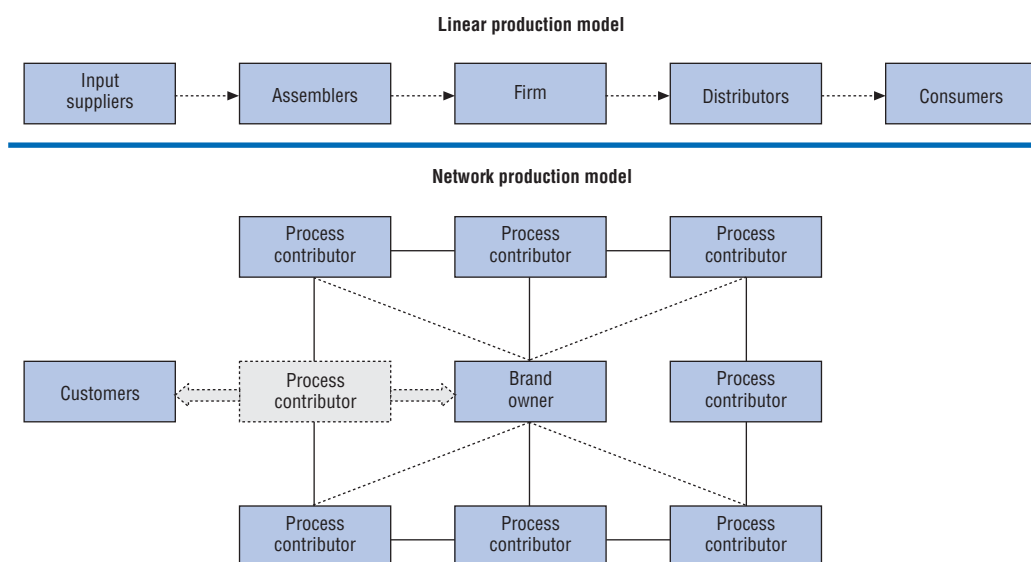 Linear production model
Input
suppliers
Assemblers
Firm
Distributors
Consumers
Network production model
Process
contributor
Process
contributor
Process
contributor
Customers
Process
contributor
Brand
owner
Process
contributor
Process
contributor
Process
contributor
Process
contributor